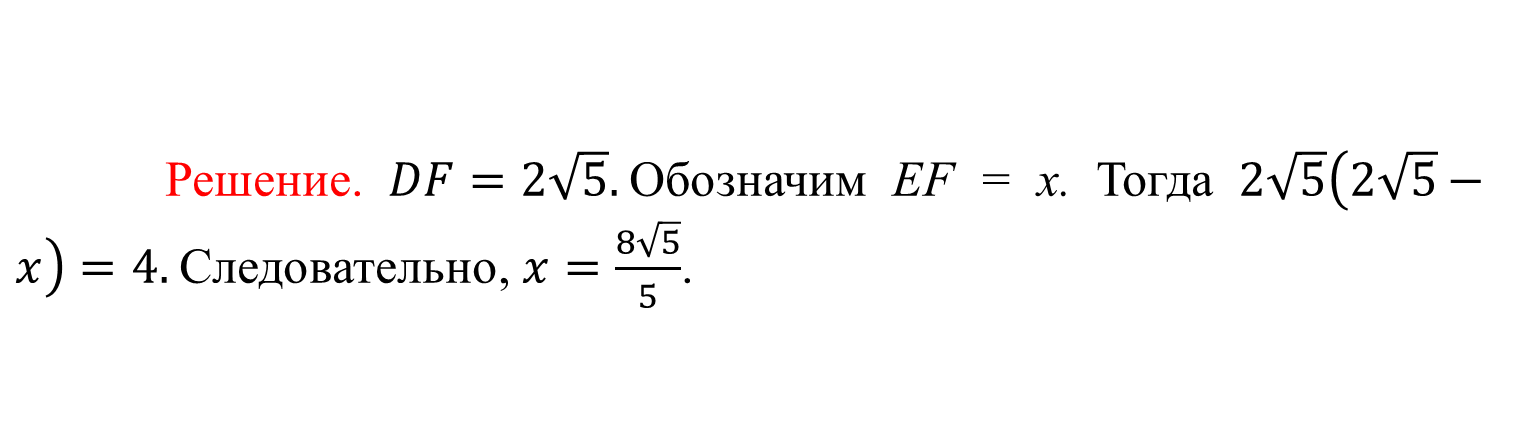 Решение. DF = 2√5. Обозначим EF = x. Тогда 2√5(2√5 −
x) = 4. Следовательно, x = 8√5/5.